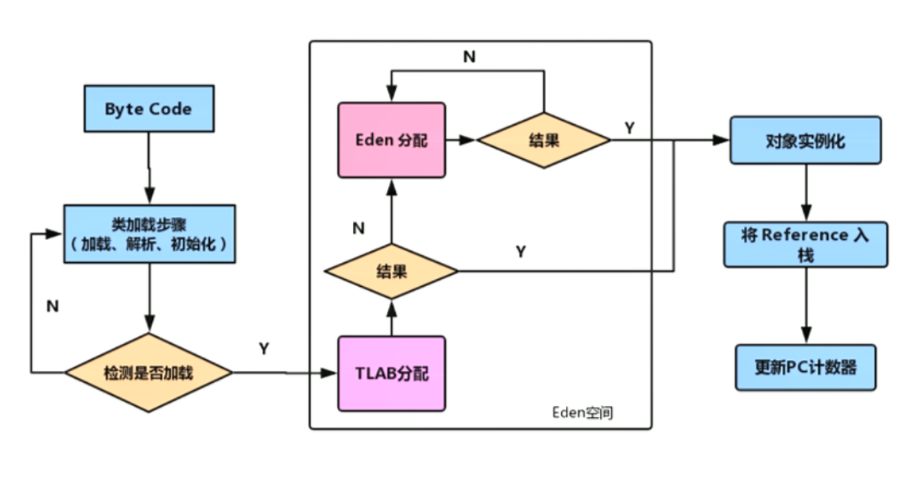 Byte Code
类加载步骤
（加载、解析、初始化）
N
检测是否加载
Y
N
Eden 分配
结果
Y
N
结果
Y
TLAB分配
Eden空间
对象实例化
将 Reference 入
栈
更新PC计数器